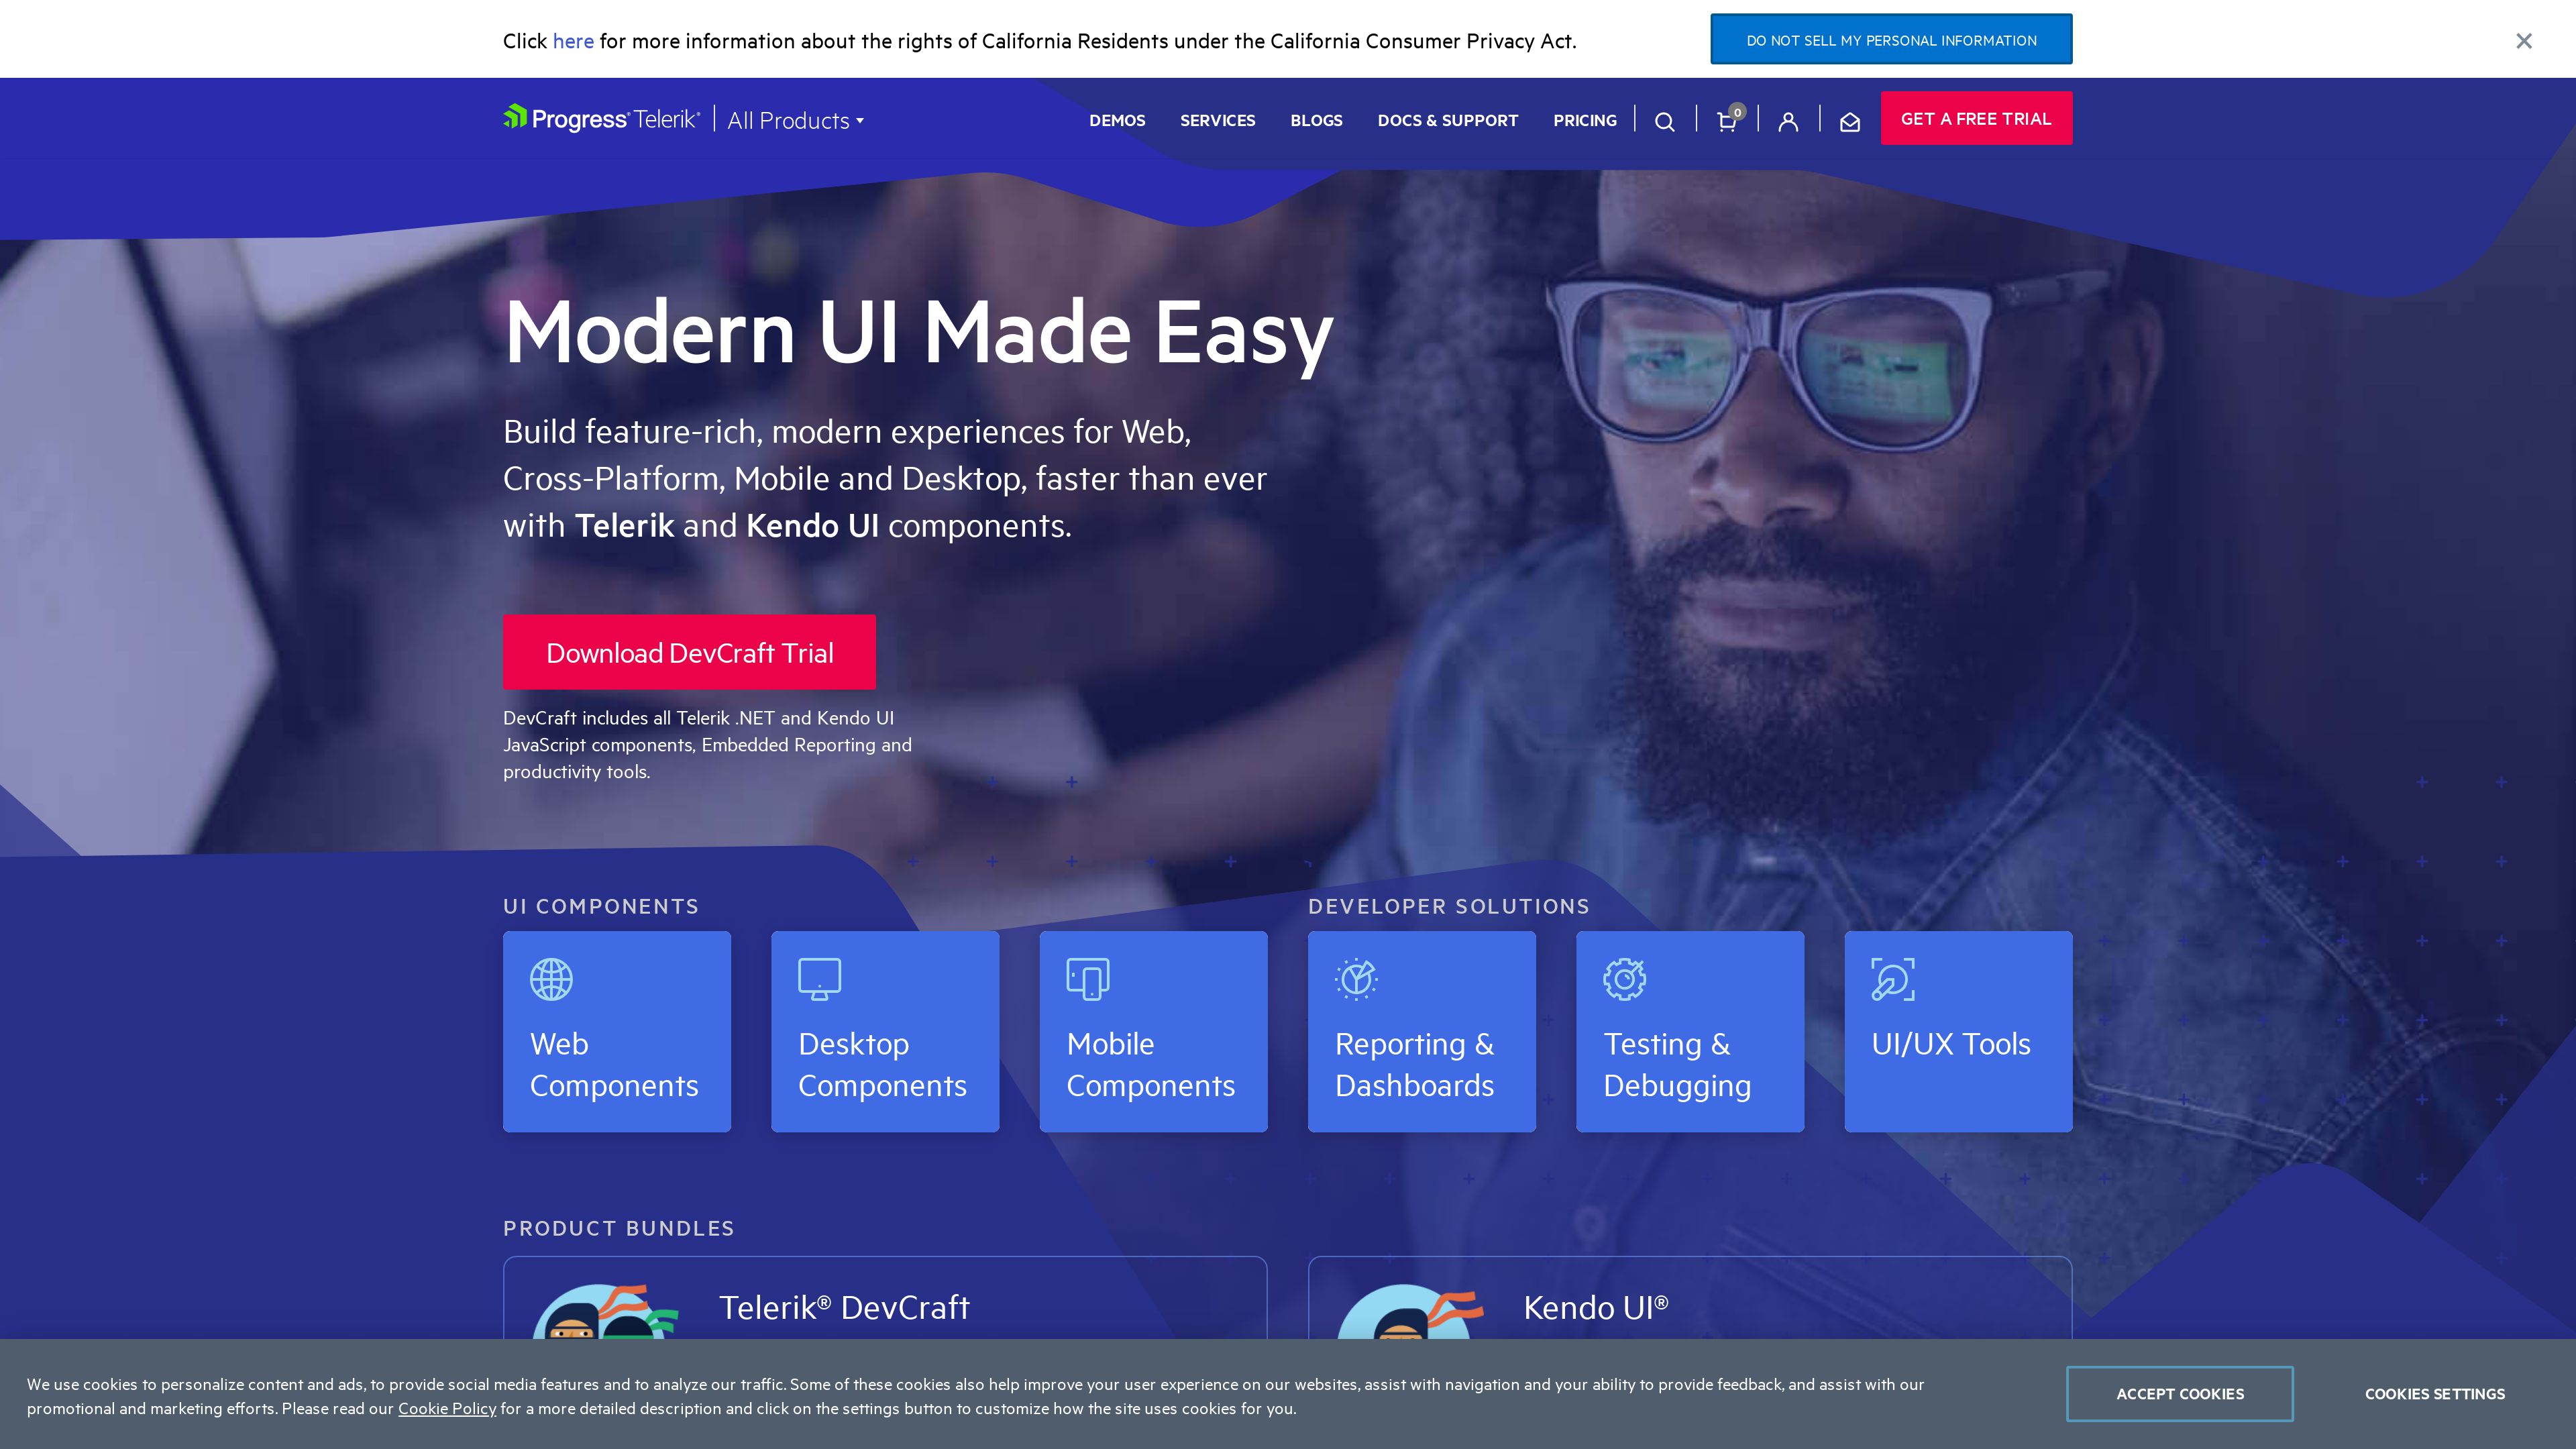 Click here for more information about the rights of California Residents under the California Consumer Privacy Act.
DO NOT SELL MY PERSONAL INFORMATION
Progress Telerik
All Products
DEMOS
SERVICES
BLOGS
DOCS & SUPPORT
PRICING
0
GET A FREE TRIAL
Modern UI Made Easy
Build feature-rich, modern experiences for Web,
Cross-Platform, Mobile and Desktop, faster than ever
with Telerik and Kendo UI components.
Download DevCraft Trial
DevCraft includes all Telerik .NET and Kendo UI
JavaScript components, Embedded Reporting and
productivity tools.
UI COMPONENTS
Web
Components
Desktop
Components
Mobile
Components
DEVELOPER SOLUTIONS
Reporting &
Dashboards
Testing &
Debugging
UI/UX Tools
PRODUCT BUNDLES
Telerik® DevCraft
Kendo UI®
We use cookies to personalize content and ads, to provide social media features and to analyze our traffic. Some of these cookies also help improve your user experience on our websites, assist with navigation and your ability to provide feedback, and assist with our
promotional and marketing efforts. Please read our Cookie Policy for a more detailed description and click on the settings button to customize how the site uses cookies for you.
ACCEPT COOKIES
COOKIES SETTINGS